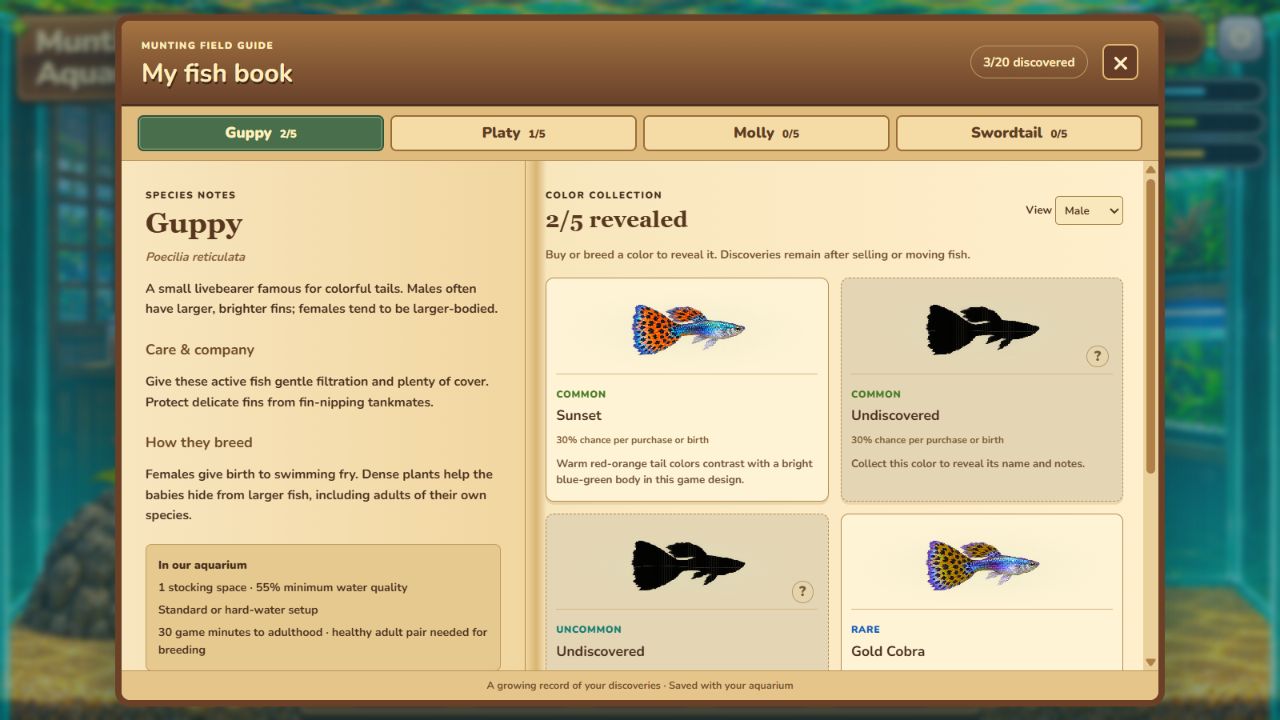 Munt
Aqua
MUNTING FIELD GUIDE
My fish book
3/20 discovered
Guppy 2/5
Platy 1/5
Molly 0/5
Swordtail 0/5
SPECIES NOTES
Guppy
Poecilia reticulata
A small livebearer famous for colorful tails. Males often
have larger, brighter fins; females tend to be larger-bodied.
Care & company
Give these active fish gentle filtration and plenty of cover.
Protect delicate fins from fin-nipping tankmates.
How they breed
Females give birth to swimming fry. Dense plants help the
babies hide from larger fish, including adults of their own
species.
In our aquarium
1 stocking space · 55% minimum water quality
Standard or hard-water setup
30 game minutes to adulthood · healthy adult pair needed for
breeding
COLOR COLLECTION
2/5 revealed
View Male
Buy or breed a color to reveal it. Discoveries remain after selling or moving fish.
COMMON
Sunset
30% chance per purchase or birth
Warm red-orange tail colors contrast with a bright
blue-green body in this game design.
?
COMMON
Undiscovered
30% chance per purchase or birth
Collect this color to reveal its name and notes.
?
UNCOMMON
Undiscovered
RARE
Gold Cobra
A growing record of your discoveries · Saved with your aquarium